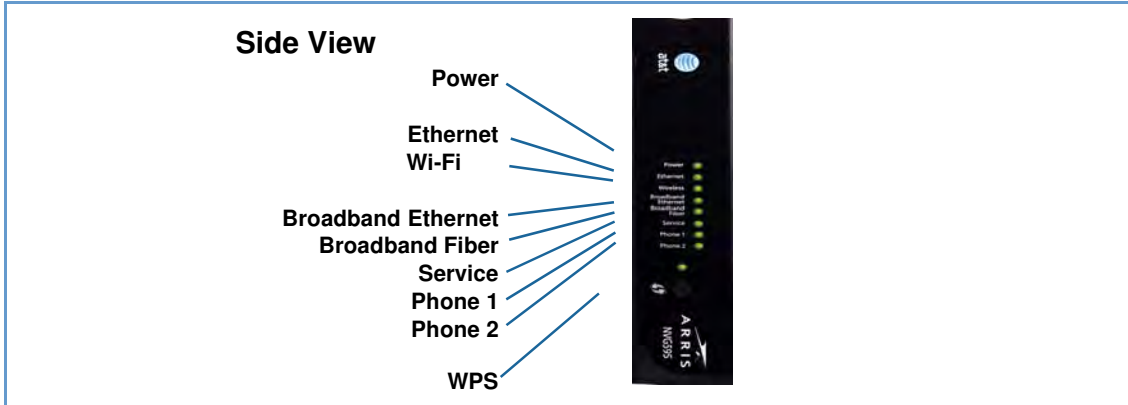 Side View
Power
Ethernet
Wi-Fi
Broadband Ethernet
Broadband Fiber
Service
Phone 1
Phone 2
WPS
at&t
Power
Ethernet
Wireless
Broadband
Ethernet
Broadband
Fiber
Service
Phone 1
Phone 2
ARRIS
NVG595